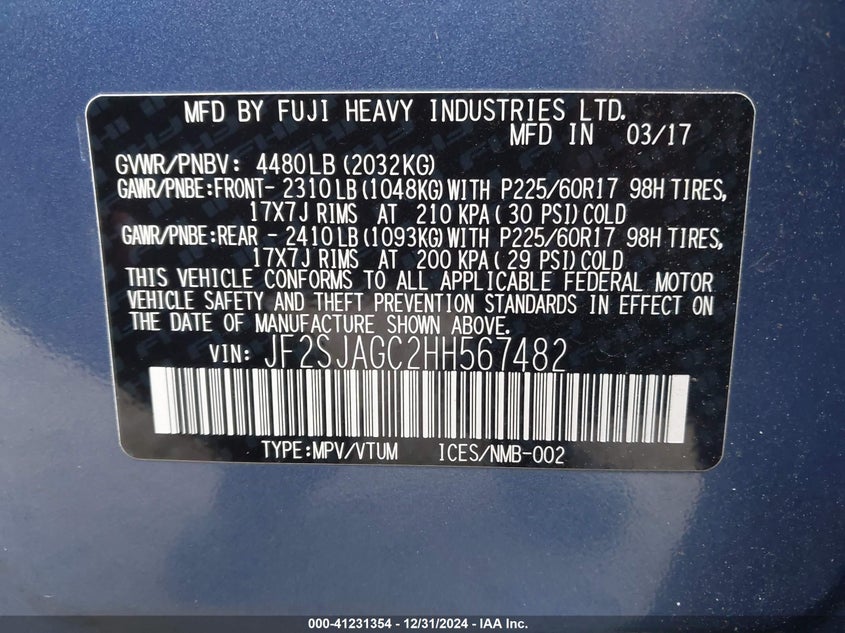 MFD BY FUJI HEAVY INDUSTRIES LTD.
MFD IN 03/17
GVWR/PNBV: 4480LB (2032KG)
GAWR/PNBE:FRONT- 2310LB (1048KG)WITH P225/60R17 98H TIRES,
17X7J RIMS AT 210 KPA( 30 PSI)COLD
GAWR/PNBE:REAR - 2410LB (1093KG)WITH P225/60R17 98H TIRES,
17X7J RIMS AT 200 KPA( 29 PSI)COLD
THIS VEHICLE CONFORMS TO ALL APPLICABLE FEDERAL MOTOR
VEHICLE SAFETY AND THEFT PREVENTION STANDARDS IN EFFECT ON
THE DATE OF MANUFACTURE SHOWN ABOVE.
VIN: JF2SJAGC2HH567482
TYPE:MPV/VTUM ICES/NMB-002
000-41231354 - 12/31/2024 - IAA Inc.